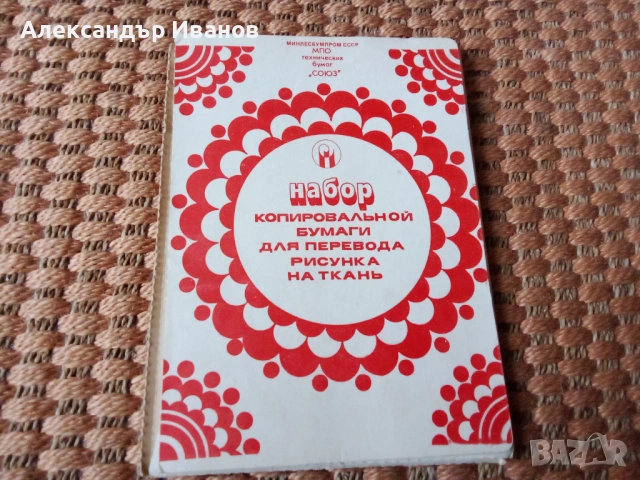 Александър Иванов
МИНЛЕСБУМПРОМ СССР
МПО
технических
бумаг
„СОЮЗ"
набор
КОПИРОВАЛЬНОЙ
БУМАГИ
ДЛЯ ПЕРЕВОДА
РИСУНКА
НА ТКАНЬ
BAZAR